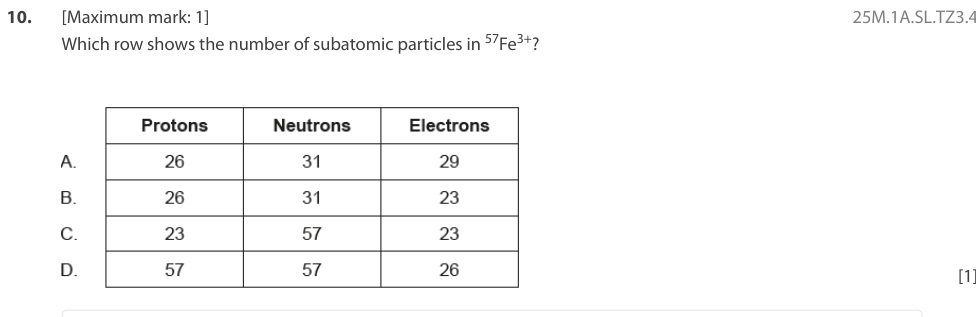 10. [Maximum mark: 1] 25M.1A.SL.TZ3.4
Which row shows the number of subatomic particles in ⁵⁷Fe³⁺?
Protons Neutrons Electrons
A. 26 31 29
B. 26 31 23
C. 23 57 23
D. 57 57 26
[1]